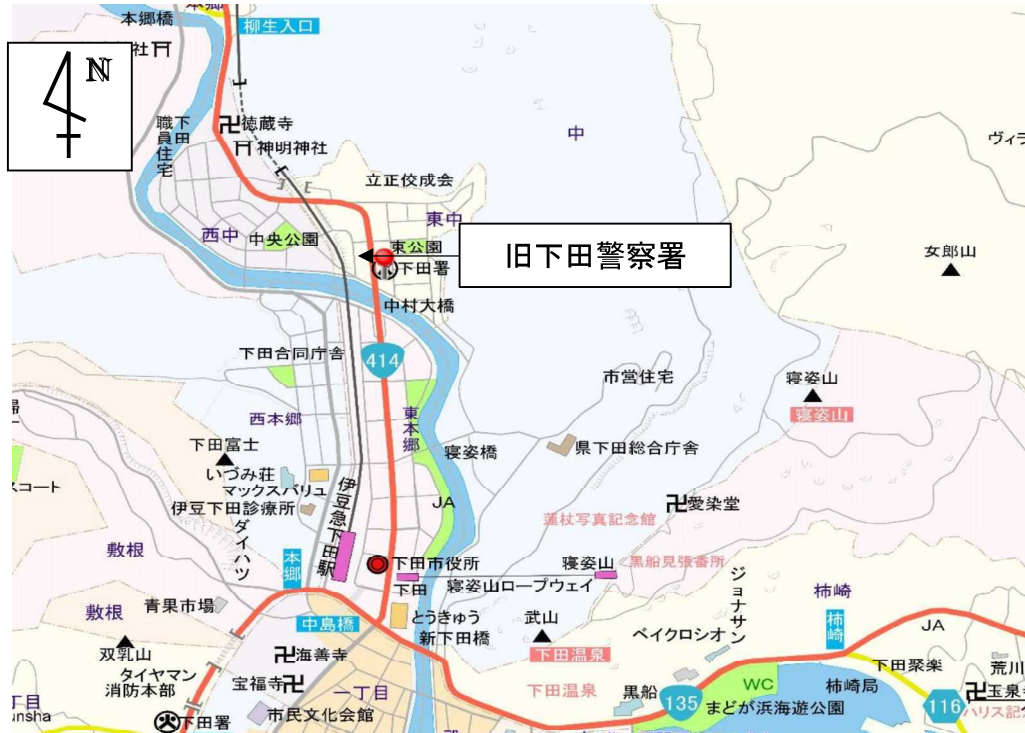 本郷橋
本郷
柳生入口
社
N
職員住宅
下田
徳蔵寺
神明神社
中
ヴィラ
立正佼成会
東中
西中
中央公園
東公園
下田署
旧下田警察署
女郎山
中村大橋
下田合同庁舎
414
市営住宅
寝姿山
寝姿山
西本郷
東本郷
下田富士
寝姿橋
県下田総合庁舎
いづみ荘
マックスバリュ
スコート
伊豆下田診療所
JA
愛染堂
蓮杖写真記念館
伊豆急下田駅
ダイハツ
敷根
本郷
下田市役所
下田
寝姿山ロープウェイ
寝姿山
黒船見張番所
ジョナサン
柿崎
敷根
青果市場
中島橋
とうきゅう
新下田橋
武山
ベイクロシオ
柿崎
JA
双乳山
海善寺
下田温泉
下田聚楽
荒川
タイヤマン
消防本部
宝福寺
一丁目
下田温泉
黒船
WC
柿崎局
玉泉寺
丁目
unsha
下田署
市民文化会館
135
まどが浜海遊公園
116
ハリス記